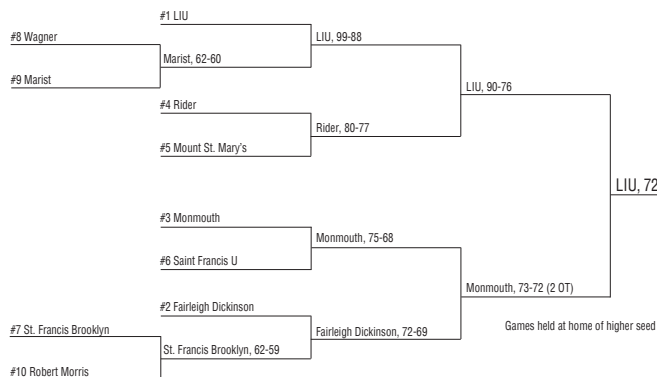 #1 LIU
#8 Wagner
LIU, 99-88
Marist, 62-60
#9 Marist
LIU, 90-76
#4 Rider
Rider, 80-77
#5 Mount St. Mary's
LIU, 72
#3 Monmouth
Monmouth, 75-68
#6 Saint Francis U
Monmouth, 73-72 (2 OT)
#2 Fairleigh Dickinson
Games held at home of higher seed
#7 St. Francis Brooklyn
Fairleigh Dickinson, 72-69
St. Francis Brooklyn, 62-59
#10 Robert Morris